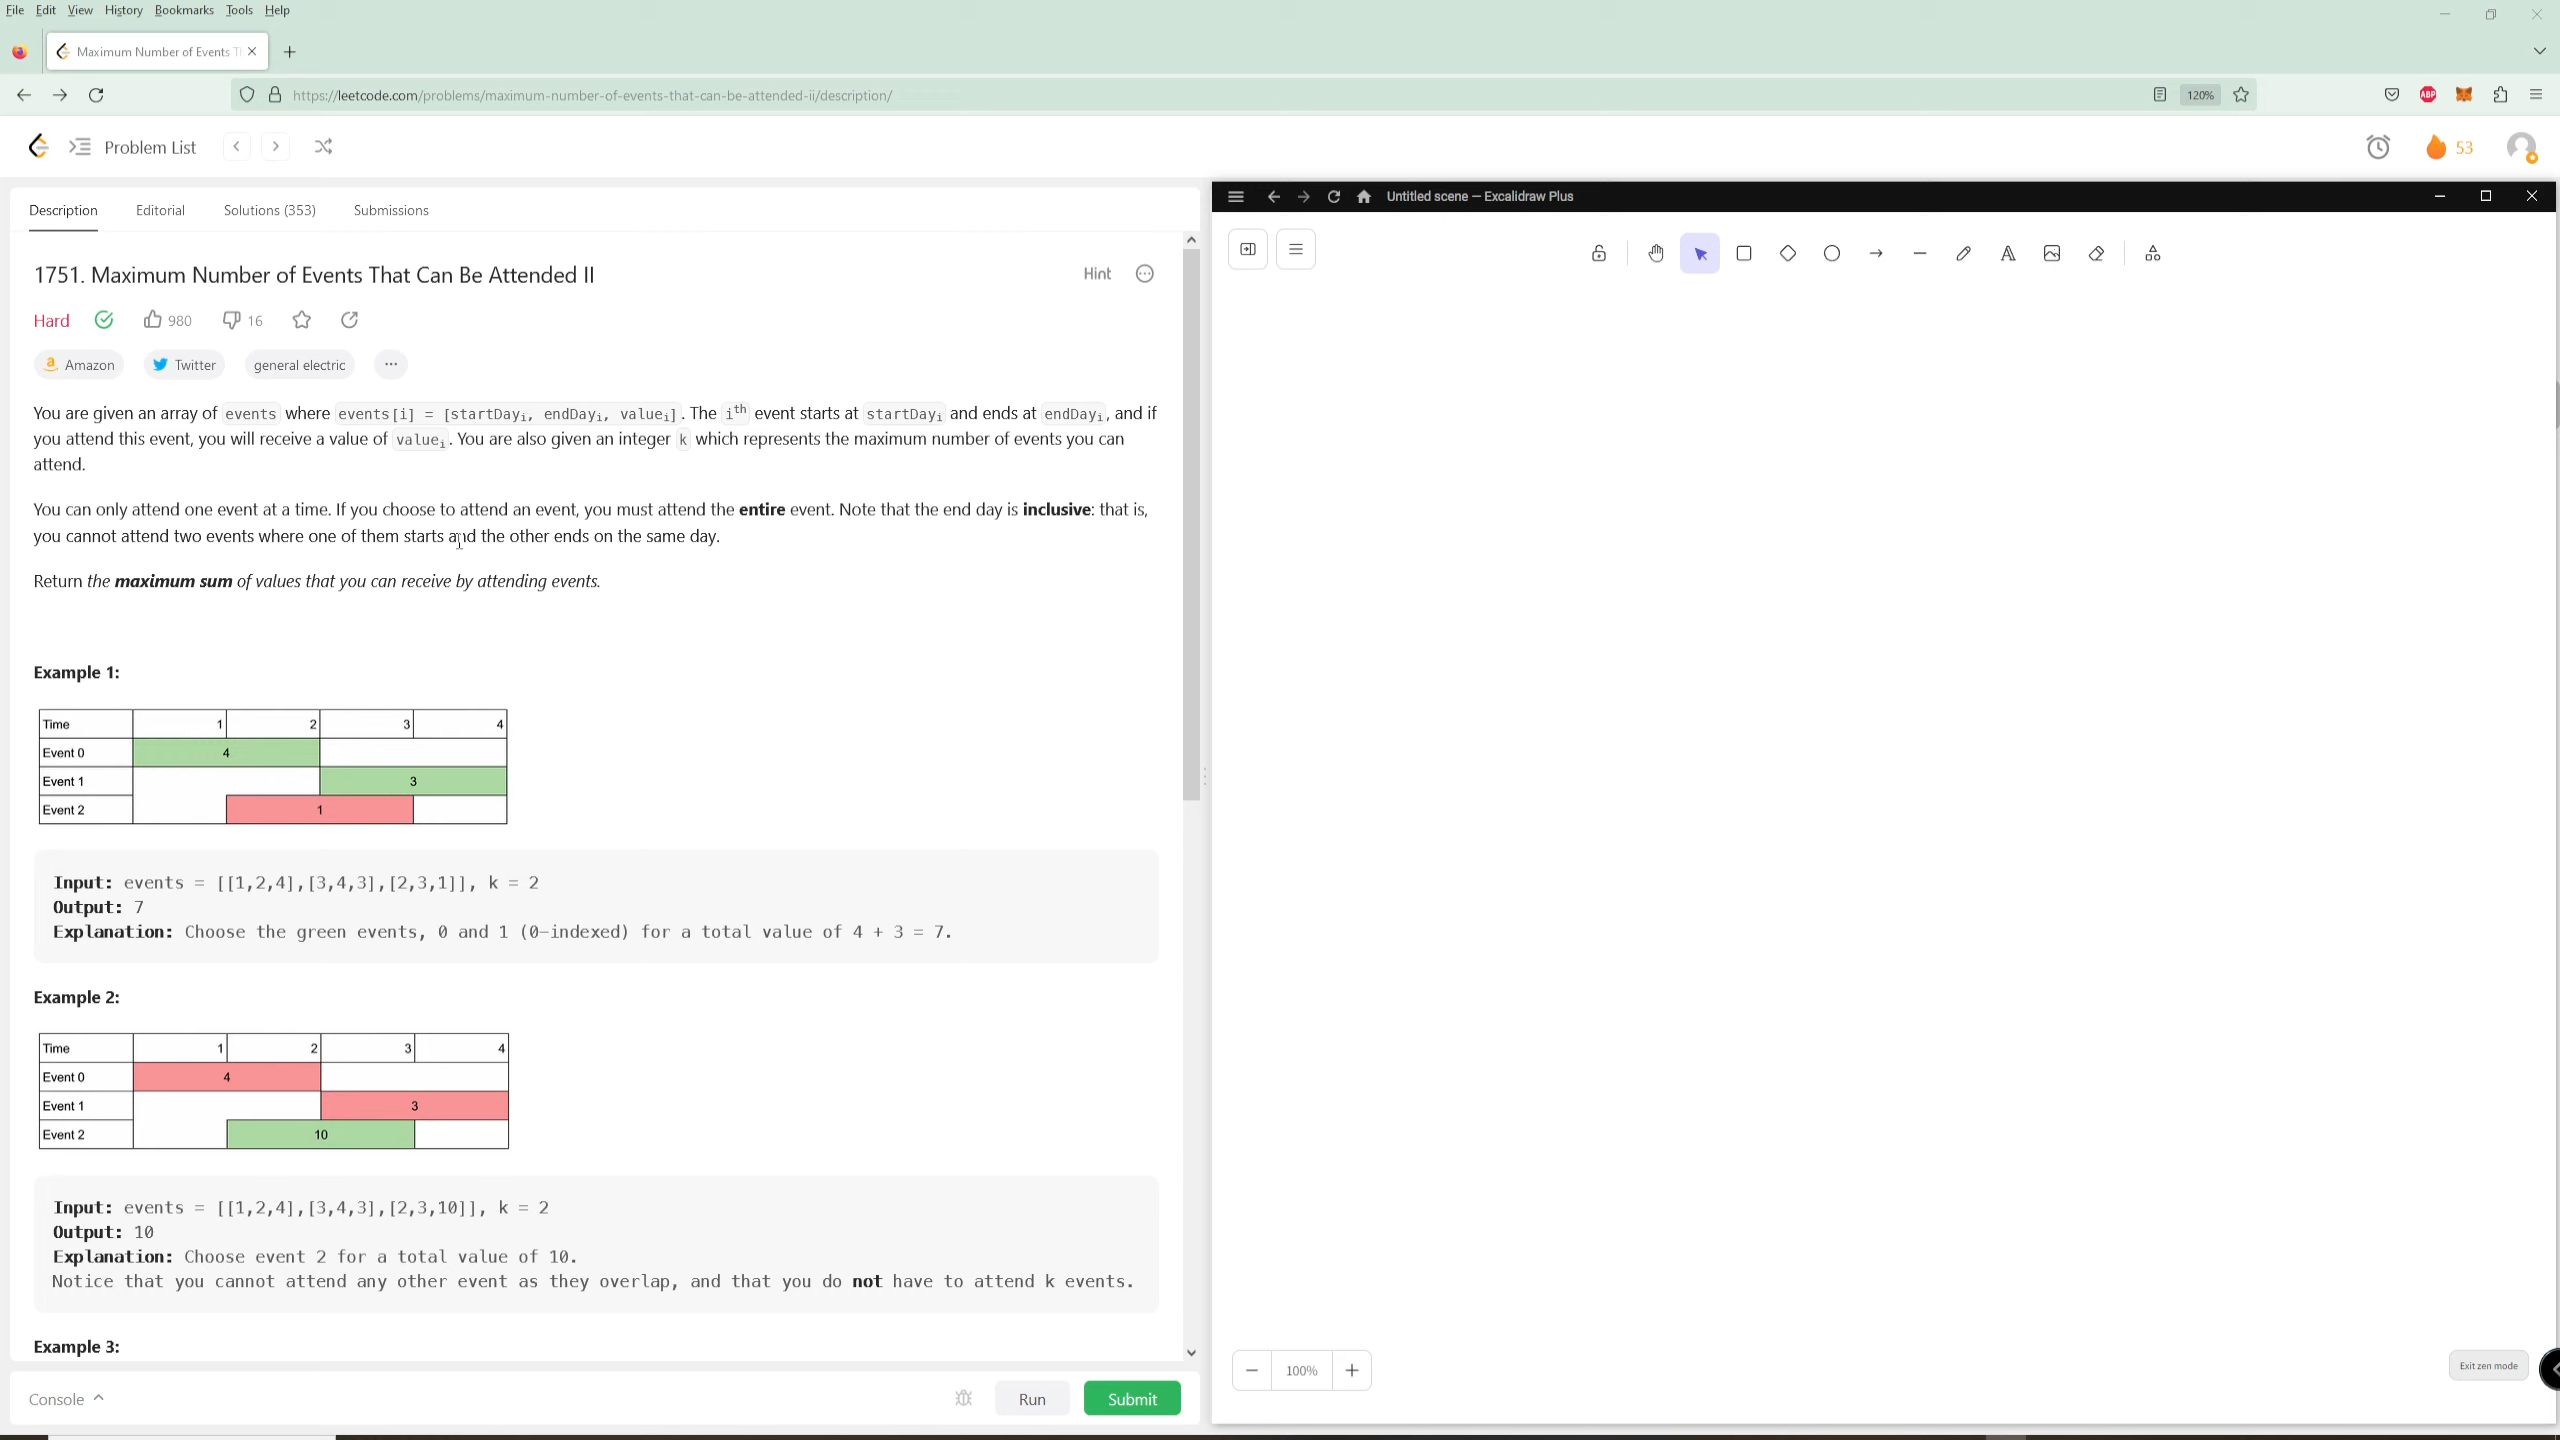 File Edit View History Bookmarks Tools Help
Maximum Number of Events T
https://leetcode.com/problems/maximum-number-of-events-that-can-be-attended-ii/description/
120%
ABP
Problem List
53
Description Editorial Solutions (353) Submissions
Untitled scene — Excalidraw Plus
1751. Maximum Number of Events That Can Be Attended II
Hint
Hard 980 16
Amazon Twitter general electric
You are given an array of events where events[i] = [startDayi, endDayi, valuei]. The ith event starts at startDayi and ends at endDayi, and if
you attend this event, you will receive a value of valuei. You are also given an integer k which represents the maximum number of events you can
attend.
You can only attend one event at a time. If you choose to attend an event, you must attend the entire event. Note that the end day is inclusive: that is,
you cannot attend two events where one of them starts and the other ends on the same day.
Return the maximum sum of values that you can receive by attending events.
Example 1:
Time 1 2 3 4
Event 0 4
Event 1 3
Event 2 1
Input: events = [[1,2,4],[3,4,3],[2,3,1]], k = 2
Output: 7
Explanation: Choose the green events, 0 and 1 (0-indexed) for a total value of 4 + 3 = 7.
Example 2:
Time 1 2 3 4
Event 0 4
Event 1 3
Event 2 10
Input: events = [[1,2,4],[3,4,3],[2,3,10]], k = 2
Output: 10
Explanation: Choose event 2 for a total value of 10.
Notice that you cannot attend any other event as they overlap, and that you do not have to attend k events.
Example 3:
Console
Run
Submit
100%
Exit zen mode